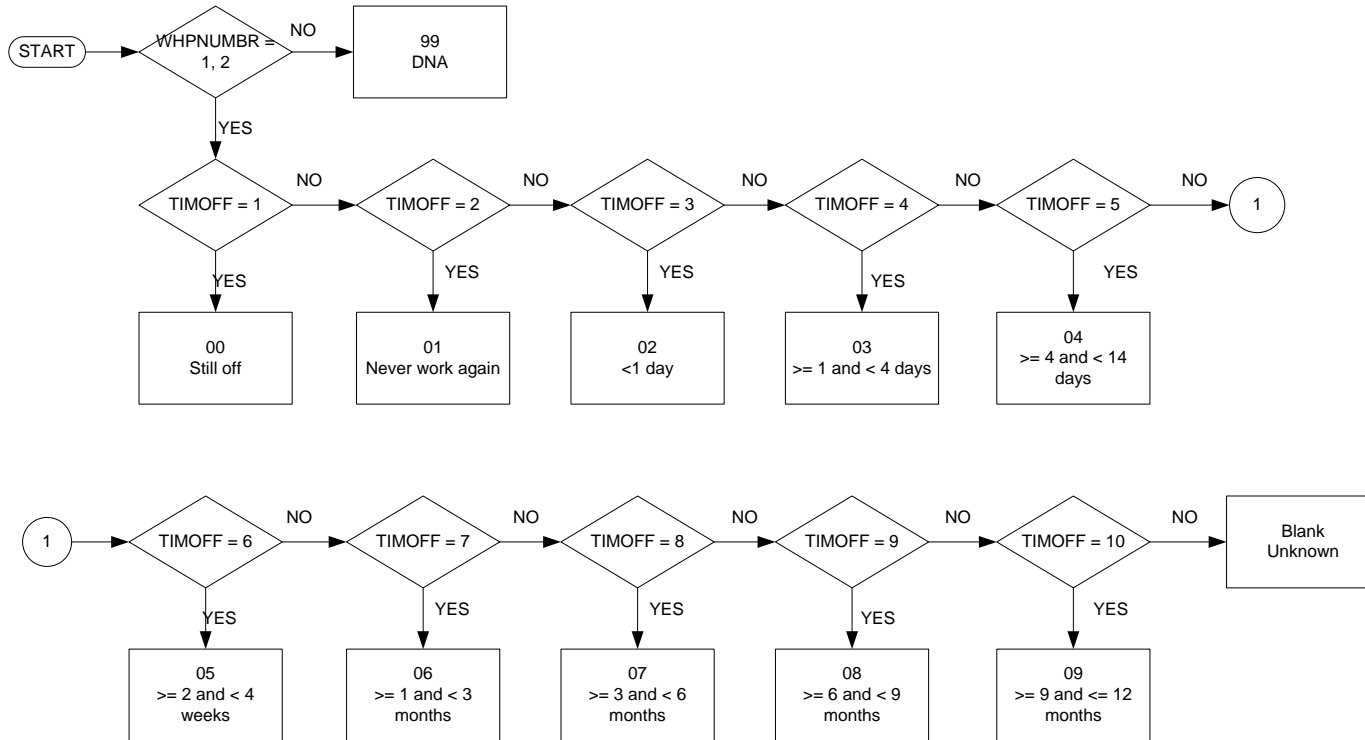 START
WHPNUMBR =
1, 2
NO
99
DNA
YES
TIMOFF = 1
NO
TIMOFF = 2
NO
TIMOFF = 3
NO
TIMOFF = 4
NO
TIMOFF = 5
NO
1
YES
YES
YES
YES
YES
00
Still off
01
Never work again
02
<1 day
03
>= 1 and < 4 days
04
>= 4 and < 14
days
1
TIMOFF = 6
NO
TIMOFF = 7
NO
TIMOFF = 8
NO
TIMOFF = 9
NO
TIMOFF = 10
NO
Blank
Unknown
YES
YES
YES
YES
YES
05
>= 2 and < 4
weeks
06
>= 1 and < 3
months
07
>= 3 and < 6
months
08
>= 6 and < 9
months
09
>= 9 and <= 12
months